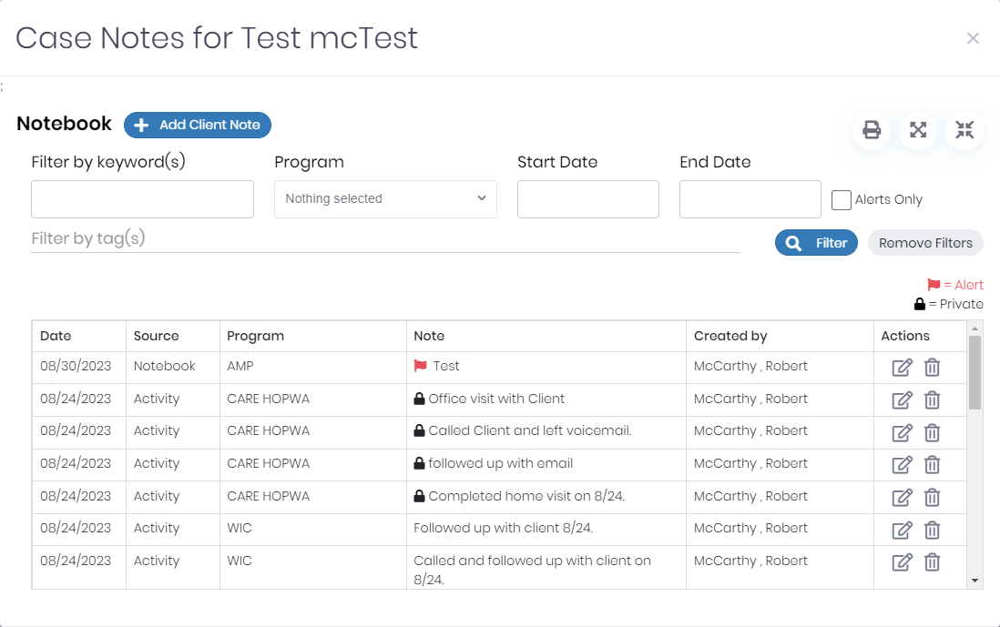 Case Notes for Test mcTest
×
;
Notebook
Add Client Note
Filter by keyword(s) Program Start Date End Date
Nothing selected
Alerts Only
Filter by tag(s)
Filter
Remove Filters
= Alert
= Private
Date Source Program Note Created by Actions
08/30/2023 Notebook AMP Test McCarthy , Robert
08/24/2023 Activity CARE HOPWA Office visit with Client McCarthy , Robert
08/24/2023 Activity CARE HOPWA Called Client and left voicemail. McCarthy , Robert
08/24/2023 Activity CARE HOPWA followed up with email McCarthy , Robert
08/24/2023 Activity CARE HOPWA Completed home visit on 8/24. McCarthy , Robert
08/24/2023 Activity WIC Followed up with client 8/24. McCarthy , Robert
08/24/2023 Activity WIC Called and followed up with client on McCarthy , Robert
8/24.